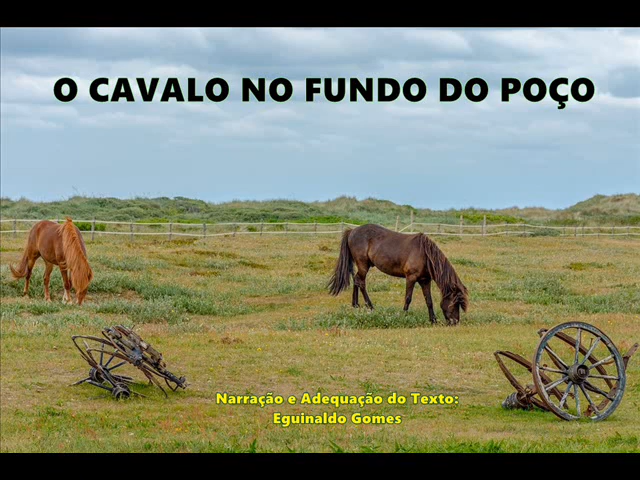 O CAVALO NO FUNDO DO POÇO
Narração e Adequação do Texto:
Eguinaldo Gomes